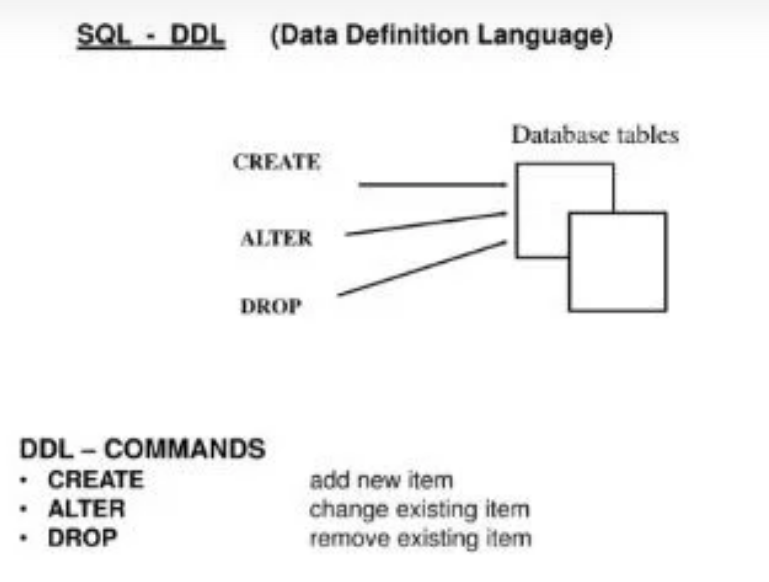 SQL - DDL (Data Definition Language)
Database tables
CREATE
ALTER
DROP
DDL – COMMANDS
• CREATE add new item
• ALTER change existing item
• DROP remove existing item